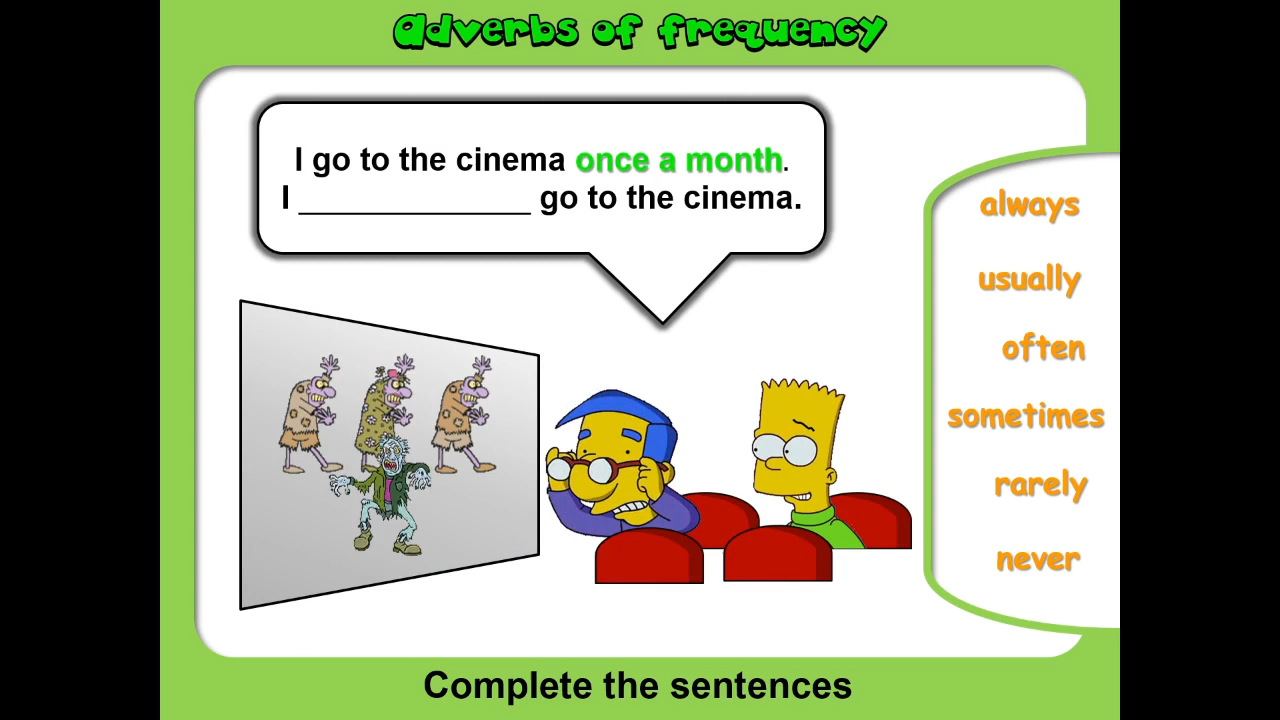 Adverbs of frequency
I go to the cinema once a month.
I ______________ go to the cinema.
always
usually
often
sometimes
rarely
never
Complete the sentences